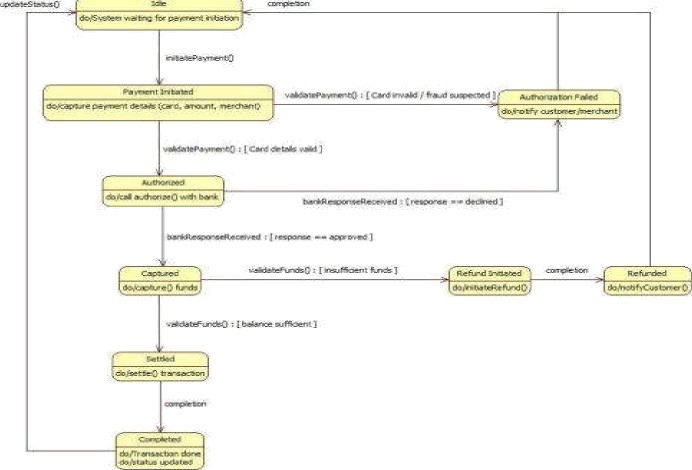 updateStatus()
Idle
completion
do/System waiting for payment initiation
initiatePayment()
Payment Initiated
do/capture payment details (card, amount, merchant)
validatePayment() : [ Card invalid / fraud suspected ]
Authorization Failed
do/notify customer/merchant
validatePayment() : [ Card details valid ]
Authorized
do/call authorize() with bank
bankResponseReceived : [ response == declined ]
bankResponseReceived : [ response == approved ]
Captured
do/capture() funds
validateFunds() : [ insufficient funds ]
Refund Initiated
do/initiateRefund()
completion
Refunded
do/notifyCustomer()
validateFunds() : [ balance sufficient ]
Settled
do/settle() transaction
completion
Completed
do/Transaction done
do/status updated